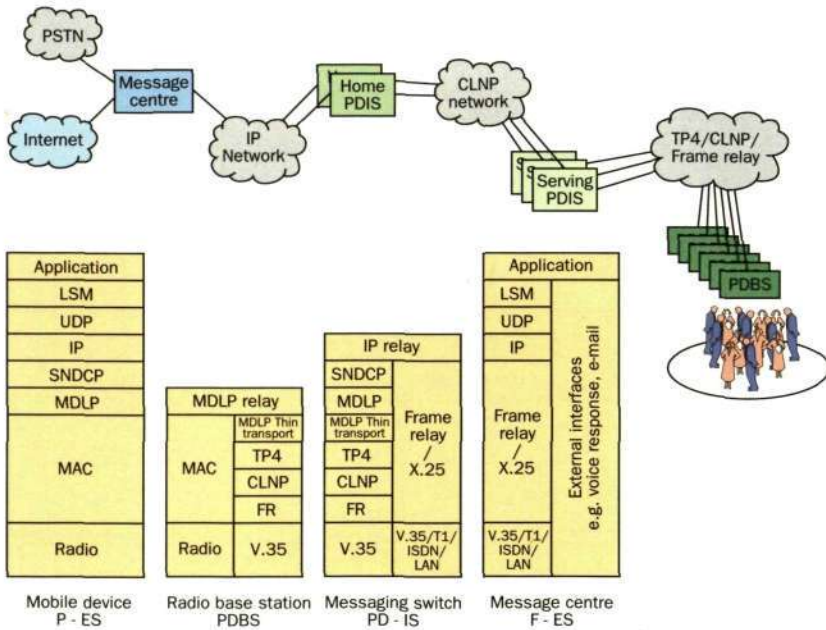 PSTN
Message
centre
Internet
IP
Network
Home
PDIS
CLNP
network
S
S
Serving
PDIS
TP4/CLNP/
Frame relay
PDBS
Application
LSM
UDP
IP
SNDCP
MDLP
MAC
Radio
Mobile device
P - ES
MDLP relay
MAC
MDLP Thin
transport
TP4
CLNP
FR
Radio
V.35
Radio base station
PDBS
IP relay
SNDCP
MDLP
MDLP Thin
transport
TP4
CLNP
FR
V.35
Frame
relay
/
X.25
V.35/T1/
ISDN/
LAN
Messaging switch
PD - IS
Application
LSM
UDP
IP
Frame
relay
/
X.25
V.35/T1/
ISDN/
LAN
External interfaces
e.g. voice response, e-mail
Message centre
F - ES